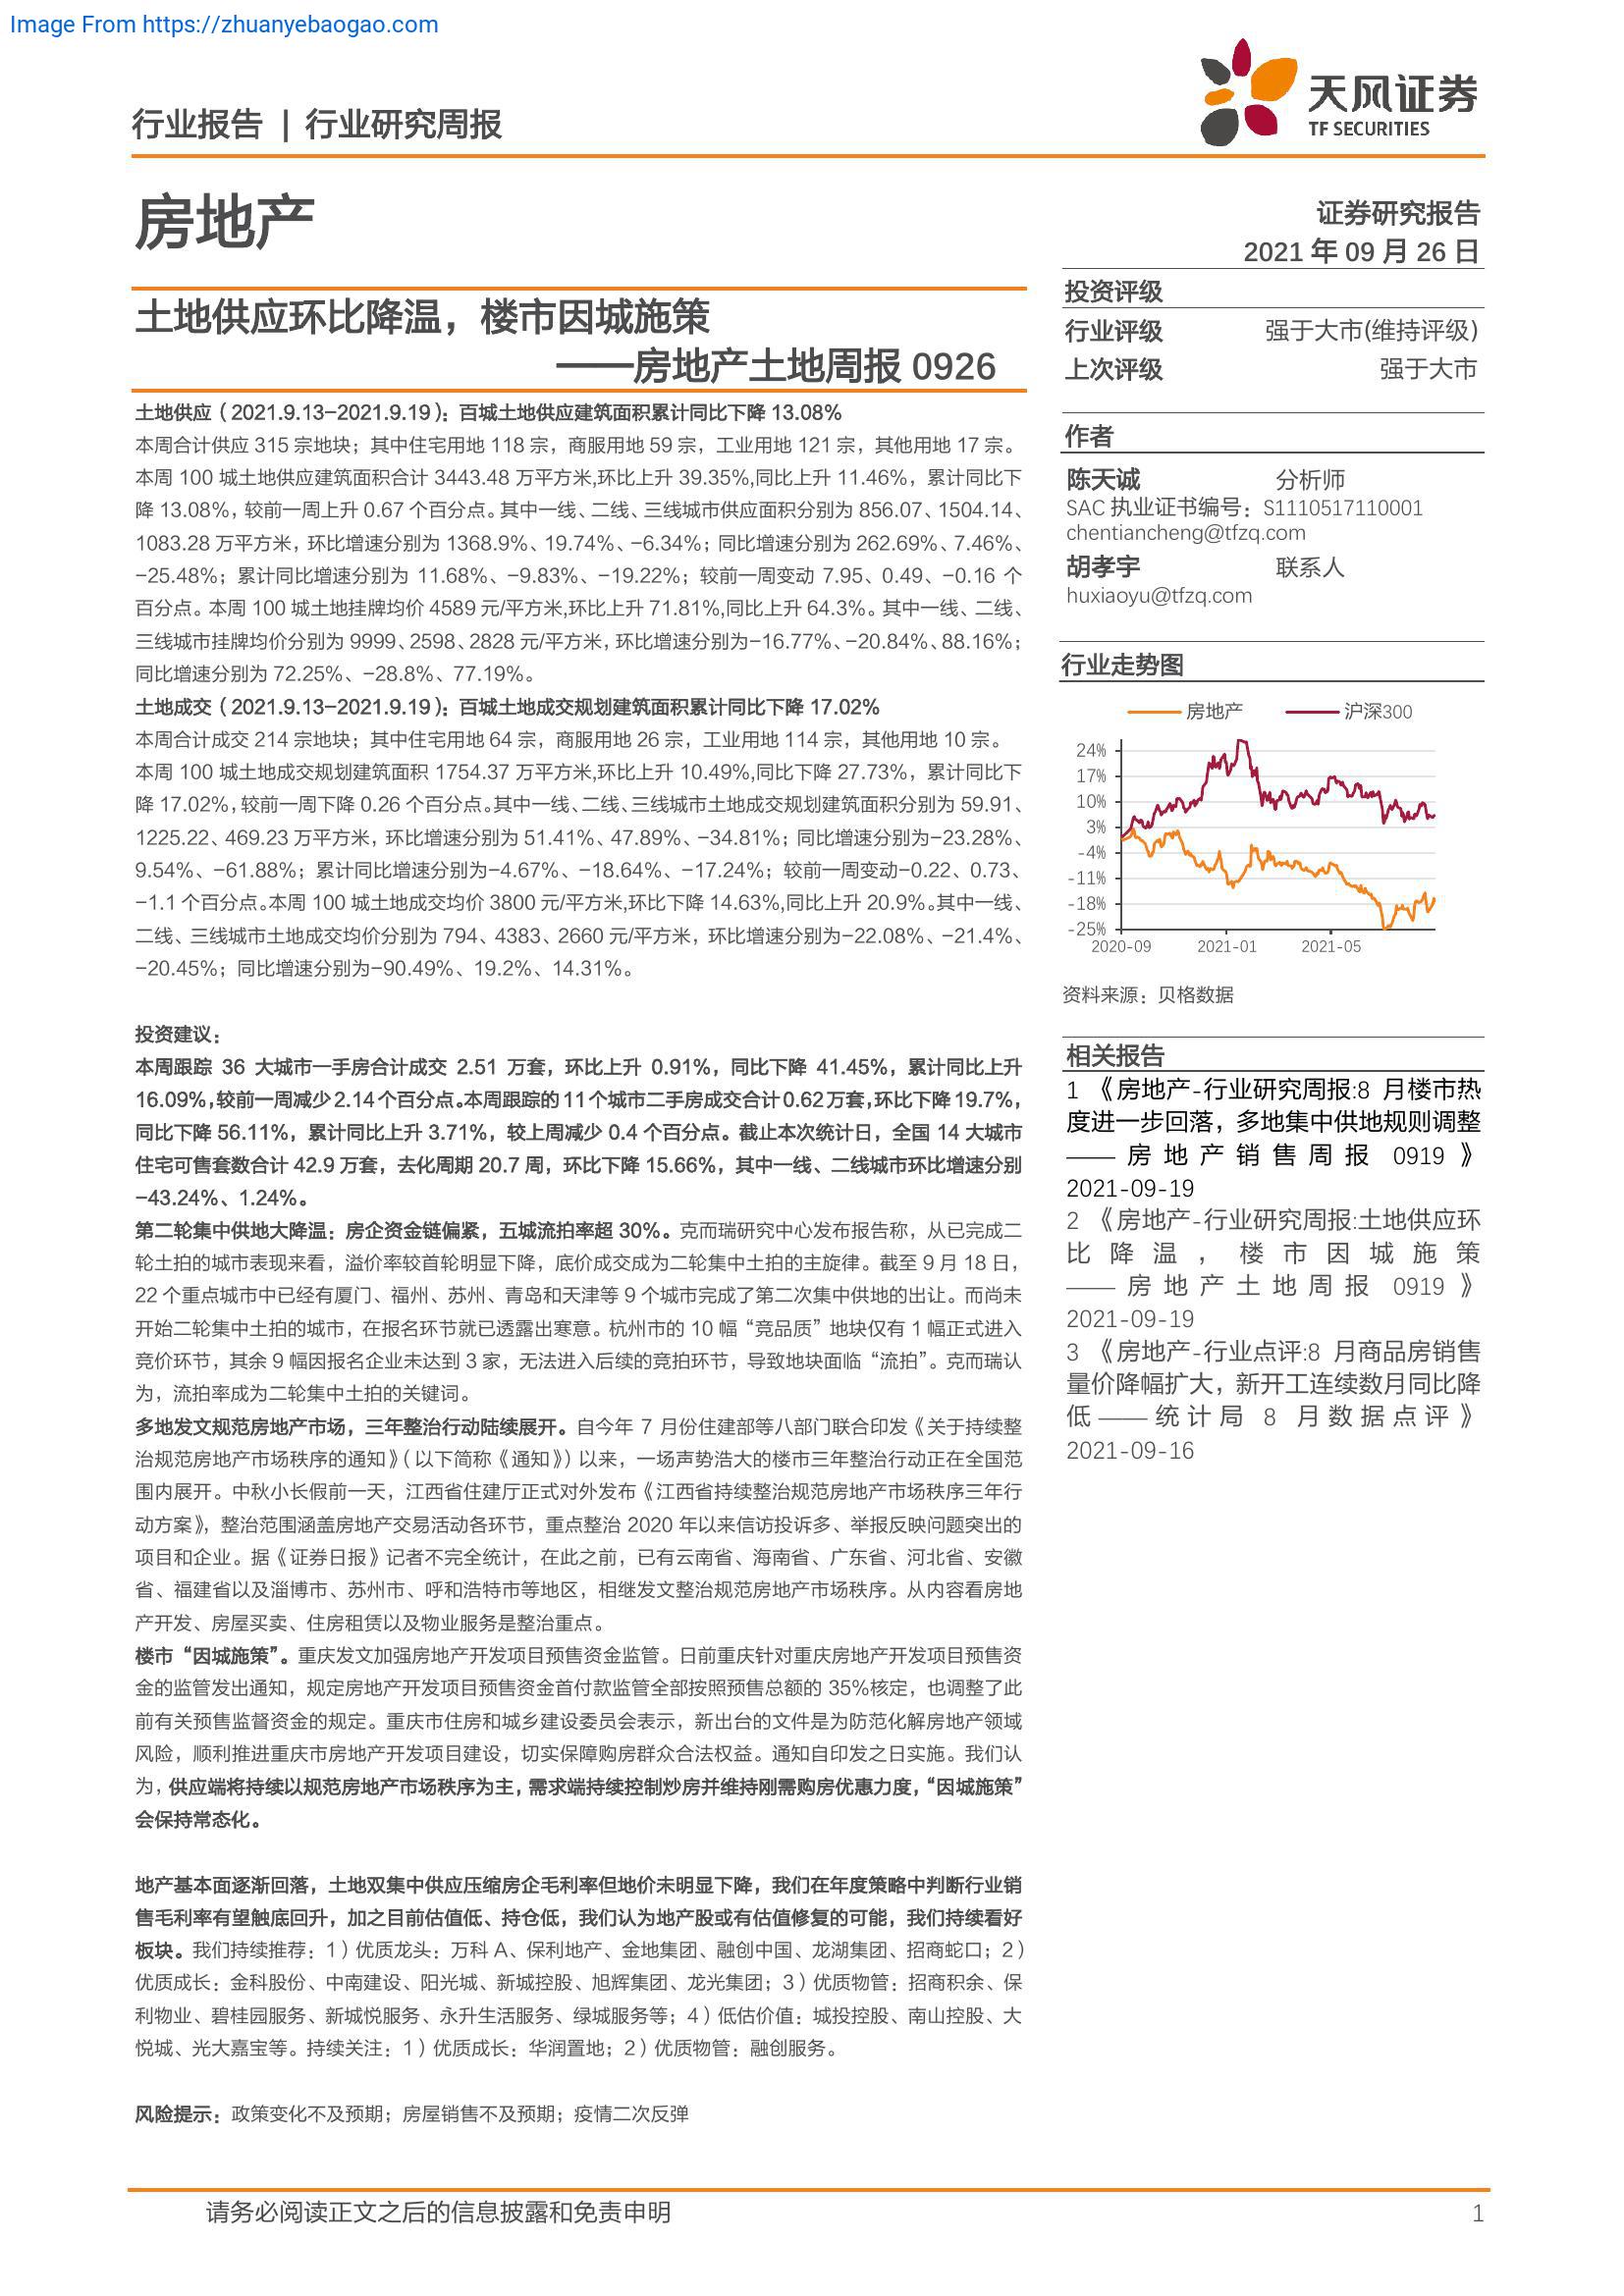 Image From https://zhuanyebaogao.com
行业报告 | 行业研究周报
天风证券
TF SECURITIES
房地产
证券研究报告
2021 年 09 月 26 日
土地供应环比降温，楼市因城施策
——房地产土地周报 0926
土地供应（2021.9.13-2021.9.19）：百城土地供应建筑面积累计同比下降 13.08%
本周合计供应 315 宗地块；其中住宅用地 118 宗，商服用地 59 宗，工业用地 121 宗，其他用地 17 宗。
本周 100 城土地供应建筑面积合计 3443.48 万平方米,环比上升 39.35%,同比上升 11.46%，累计同比下
降 13.08%，较前一周上升 0.67 个百分点。其中一线、二线、三线城市供应面积分别为 856.07、1504.14、
1083.28 万平方米，环比增速分别为 1368.9%、19.74%、-6.34%；同比增速分别为 262.69%、7.46%、
-25.48%；累计同比增速分别为 11.68%、-9.83%、-19.22%；较前一周变动 7.95、0.49、-0.16 个
百分点。本周 100 城土地挂牌均价 4589 元/平方米,环比上升 71.81%,同比上升 64.3%。其中一线、二线、
三线城市挂牌均价分别为 9999、2598、2828 元/平方米，环比增速分别为-16.77%、-20.84%、88.16%；
同比增速分别为 72.25%、-28.8%、77.19%。
土地成交（2021.9.13-2021.9.19）：百城土地成交规划建筑面积累计同比下降 17.02%
本周合计成交 214 宗地块；其中住宅用地 64 宗，商服用地 26 宗，工业用地 114 宗，其他用地 10 宗。
本周 100 城土地成交规划建筑面积 1754.37 万平方米,环比上升 10.49%,同比下降 27.73%，累计同比下
降 17.02%，较前一周下降 0.26 个百分点。其中一线、二线、三线城市土地成交规划建筑面积分别为 59.91、
1225.22、469.23 万平方米，环比增速分别为 51.41%、47.89%、-34.81%；同比增速分别为-23.28%、
9.54%、-61.88%；累计同比增速分别为-4.67%、-18.64%、-17.24%；较前一周变动-0.22、0.73、
-1.1 个百分点。本周 100 城土地成交均价 3800 元/平方米,环比下降 14.63%,同比上升 20.9%。其中一线、
二线、三线城市土地成交均价分别为 794、4383、2660 元/平方米，环比增速分别为-22.08%、-21.4%、
-20.45%；同比增速分别为-90.49%、19.2%、14.31%。
投资建议：
本周跟踪 36 大城市一手房合计成交 2.51 万套，环比上升 0.91%，同比下降 41.45%，累计同比上升
16.09%，较前一周减少 2.14 个百分点。本周跟踪的 11 个城市二手房成交合计 0.62 万套，环比下降 19.7%，
同比下降 56.11%，累计同比上升 3.71%，较上周减少 0.4 个百分点。截止本次统计日，全国 14 大城市
住宅可售套数合计 42.9 万套，去化周期 20.7 周，环比下降 15.66%，其中一线、二线城市环比增速分别
-43.24%、1.24%。
第二轮集中供地大降温：房企资金链偏紧，五城流拍率超 30%。克而瑞研究中心发布报告称，从已完成二
轮土拍的城市表现来看，溢价率较首轮明显下降，底价成交成为二轮集中土拍的主旋律。截至 9 月 18 日，
22 个重点城市中已经有厦门、福州、苏州、青岛和天津等 9 个城市完成了第二次集中供地的出让。而尚未
开始二轮集中土拍的城市，在报名环节就已透露出寒意。杭州市的 10 幅“竞品质”地块仅有 1 幅正式进入
竞价环节，其余 9 幅因报名企业未达到 3 家，无法进入后续的竞拍环节，导致地块面临“流拍”。克而瑞认
为，流拍率成为二轮集中土拍的关键词。
多地发文规范房地产市场，三年整治行动陆续展开。自今年 7 月份住建部等八部门联合印发《关于持续整
治规范房地产市场秩序的通知》（以下简称《通知》）以来，一场声势浩大的楼市三年整治行动正在全国范
围内展开。中秋小长假前一天，江西省住建厅正式对外发布《江西省持续整治规范房地产市场秩序三年行
动方案》，整治范围涵盖房地产交易活动各环节，重点整治 2020 年以来信访投诉多、举报反映问题突出的
项目和企业。据《证券日报》记者不完全统计，在此之前，已有云南省、海南省、广东省、河北省、安徽
省、福建省以及淄博市、苏州市、呼和浩特市等地区，相继发文整治规范房地产市场秩序。从内容看房地
产开发、房屋买卖、住房租赁以及物业服务是整治重点。
楼市“因城施策”。重庆发文加强房地产开发项目预售资金监管。日前重庆针对重庆房地产开发项目预售资
金的监管发出通知，规定房地产开发项目预售资金首付款监管全部按照预售总额的 35%核定，也调整了此
前有关预售监督资金的规定。重庆市住房和城乡建设委员会表示，新出台的文件是为防范化解房地产领域
风险，顺利推进重庆市房地产开发项目建设，切实保障购房群众合法权益。通知自印发之日实施。我们认
为，供应端将持续以规范房地产市场秩序为主，需求端持续控制炒房并维持刚需购房优惠力度，“因城施策”
会保持常态化。
地产基本面逐渐回落，土地双集中供应压缩房企毛利率但地价未明显下降，我们在年度策略中判断行业销
售毛利率有望触底回升，加之目前估值低、持仓低，我们认为地产股或有估值修复的可能，我们持续看好
板块。我们持续推荐：1）优质龙头：万科 A、保利地产、金地集团、融创中国、龙湖集团、招商蛇口；2）
优质成长：金科股份、中南建设、阳光城、新城控股、旭辉集团、龙光集团；3）优质物管：招商积余、保
利物业、碧桂园服务、新城悦服务、永升生活服务、绿城服务等；4）低估价值：城投控股、南山控股、大
悦城、光大嘉宝等。持续关注：1）优质成长：华润置地；2）优质物管：融创服务。
风险提示：政策变化不及预期；房屋销售不及预期；疫情二次反弹
投资评级
行业评级 强于大市(维持评级)
上次评级 强于大市
作者
陈天诚 分析师
SAC 执业证书编号：S1110517110001
chentiancheng@tfzq.com
胡孝宇 联系人
huxiaoyu@tfzq.com
行业走势图
房地产 沪深300
24%
17%
10%
3%
-4%
-11%
-18%
-25%
2020-09 2021-01 2021-05
资料来源：贝格数据
相关报告
1 《房地产-行业研究周报:8 月楼市热
度进一步回落，多地集中供地规则调整
——房地产销售周报 0919》
2021-09-19
2 《房地产-行业研究周报:土地供应环
比降温，楼市因城施策
——房地产土地周报 0919》
2021-09-19
3 《房地产-行业点评:8 月商品房销售
量价降幅扩大，新开工连续数月同比降
低——统计局 8 月数据点评》
2021-09-16
请务必阅读正文之后的信息披露和免责申明
1